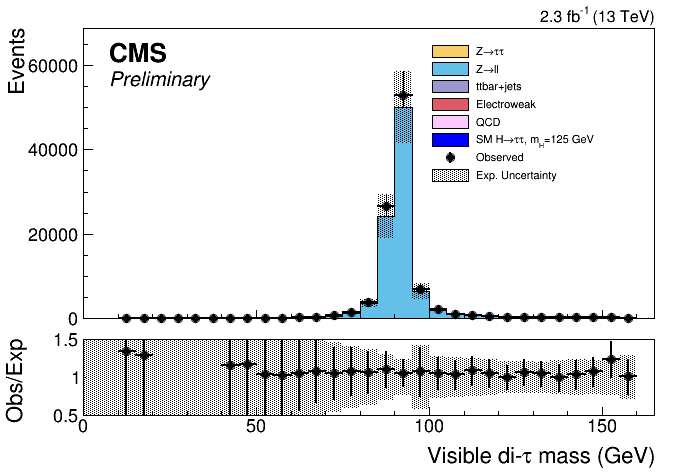 2.3 fb-1 (13 TeV)
Events
CMS
Preliminary
60000
40000
20000
0
Z→ττ
Z→ll
ttbar+jets
Electroweak
QCD
SM H→ττ, mH=125 GeV
Observed
Exp. Uncertainty
Obs/Exp
1.5
1
0.5
0 50 100 150
Visible di-τ mass (GeV)